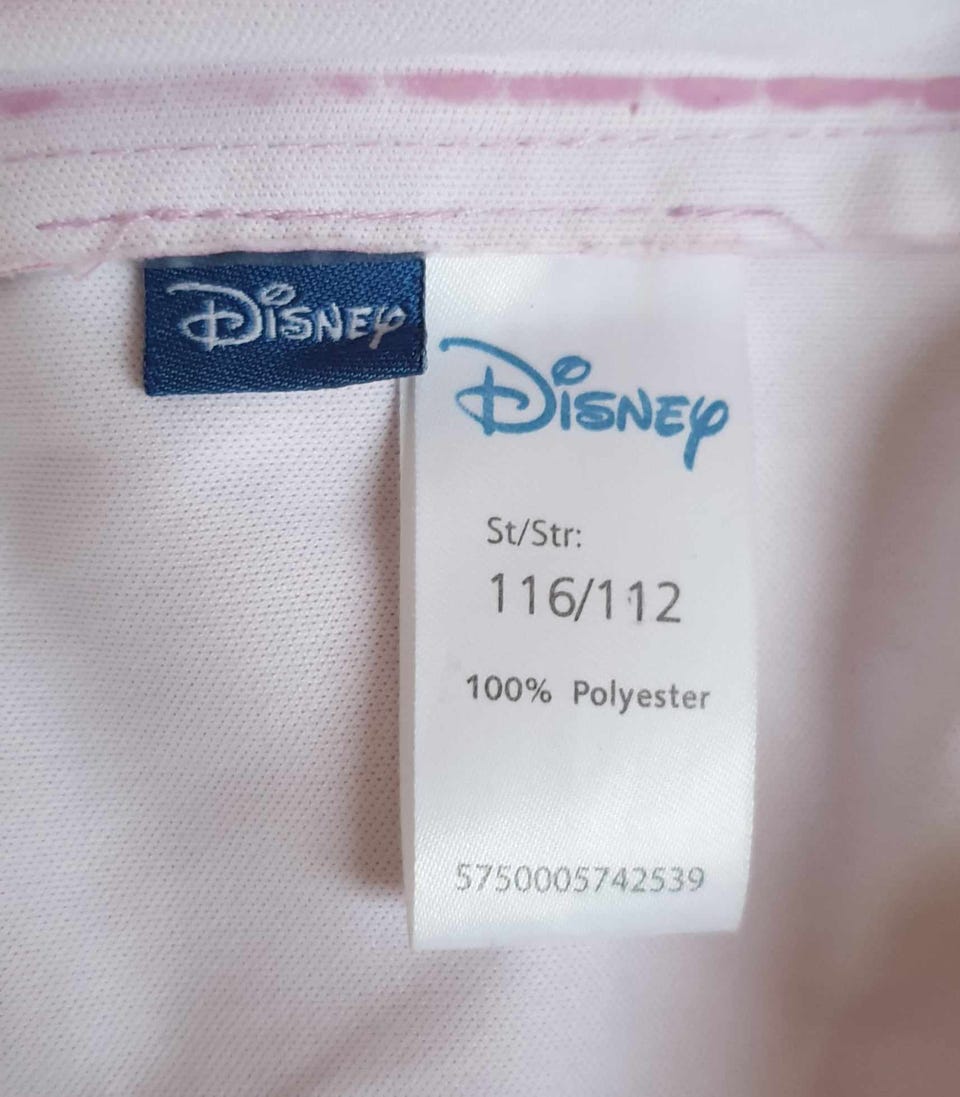 Disney
Disney
St/Str:
116/112
100% Polyester
5750005742539